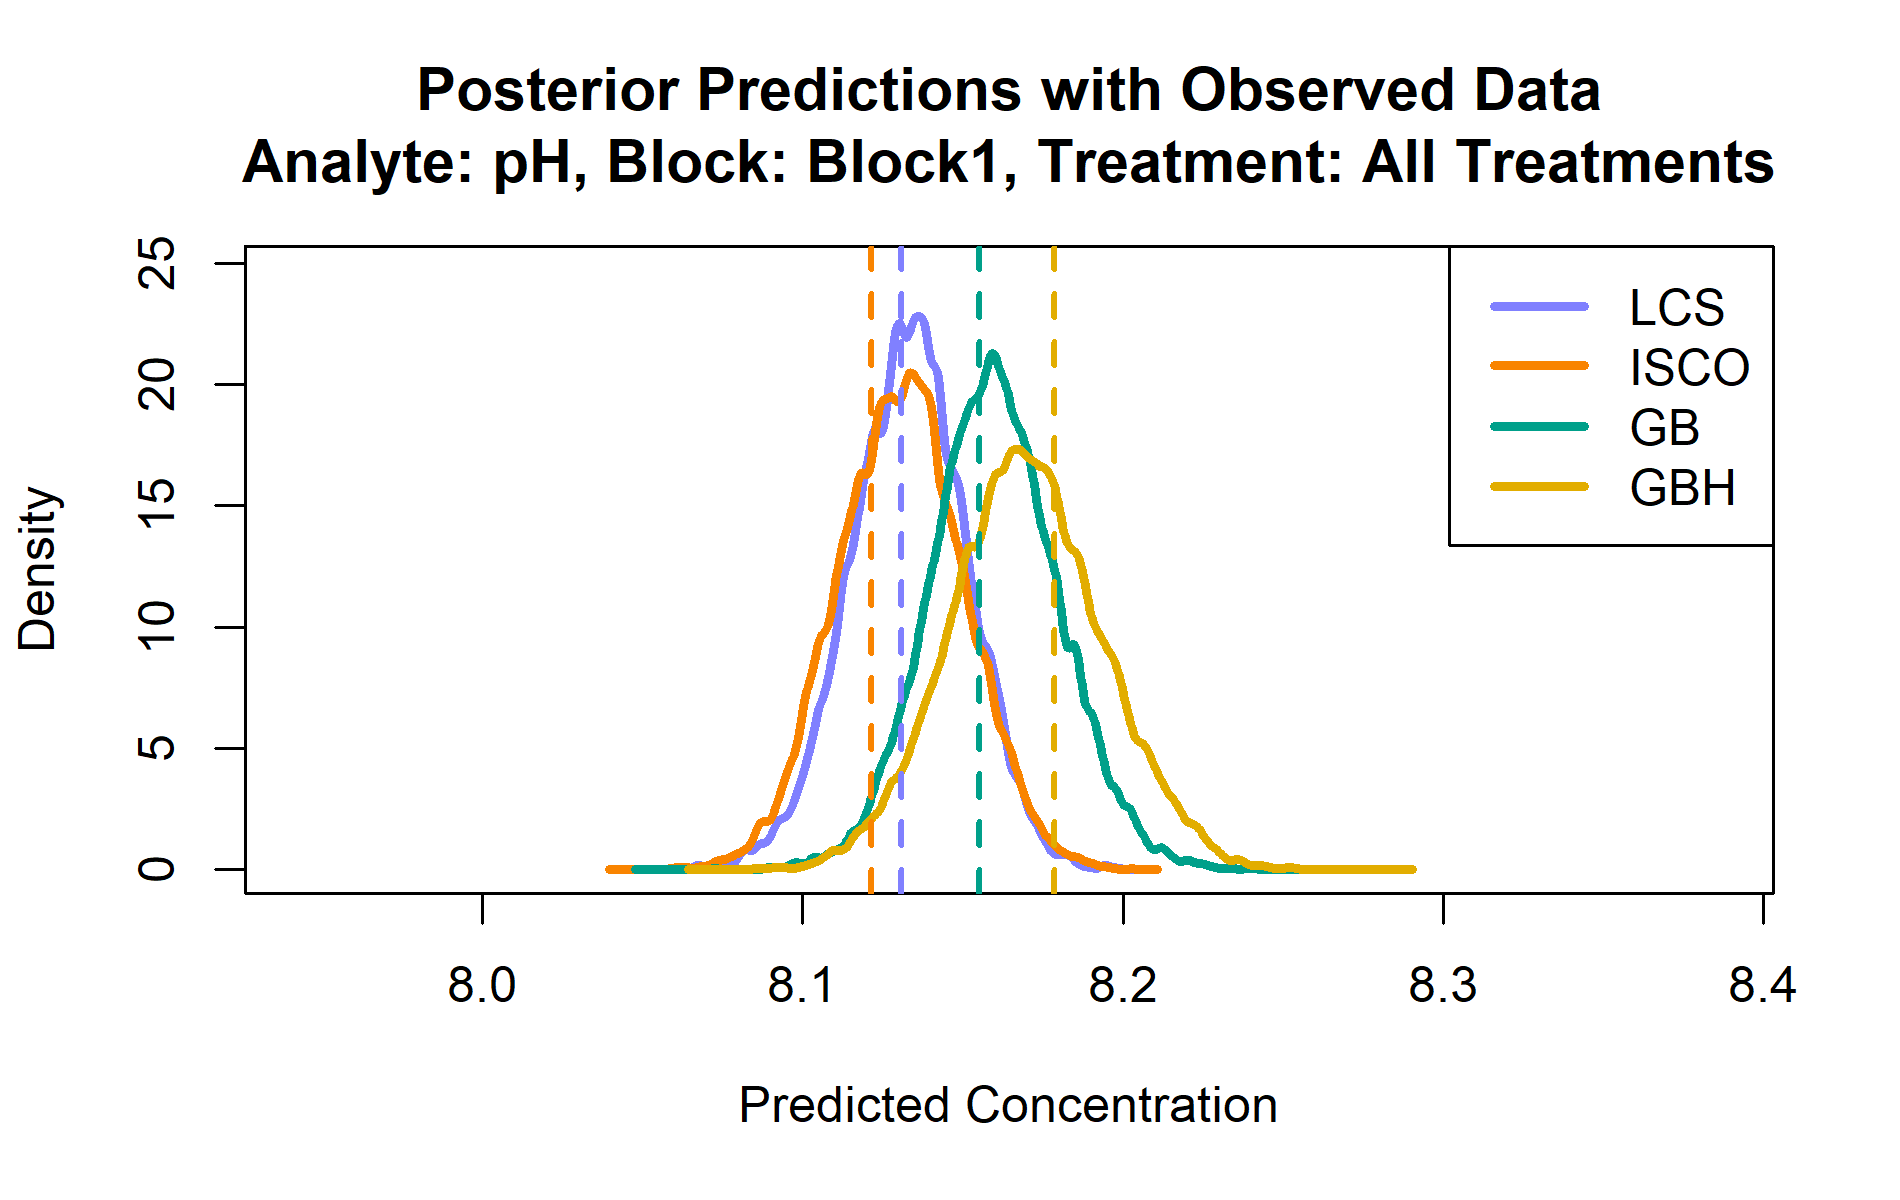 Posterior Predictions with Observed Data
Analyte: pH, Block: Block1, Treatment: All Treatments
25
20
15
10
5
0
Density
LCS
ISCO
GB
GBH
8.0 8.1 8.2 8.3 8.4
Predicted Concentration